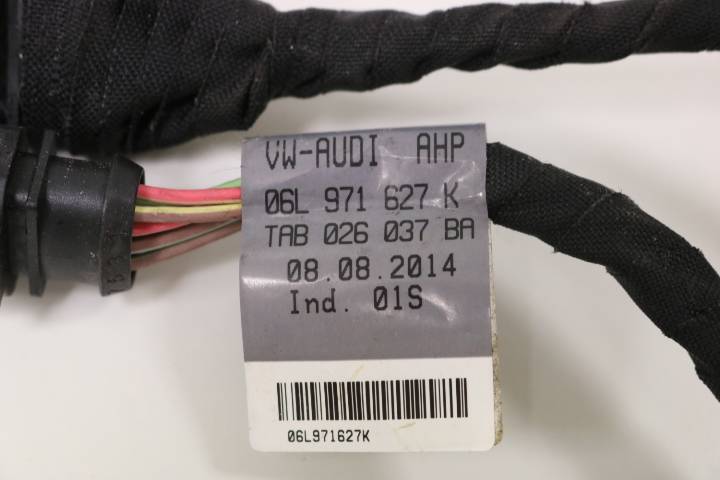 VW-AUDI AHP
06L 971 627 K
TAB 026 037 BA
08.08.2014
Ind. 01S
06L971627K